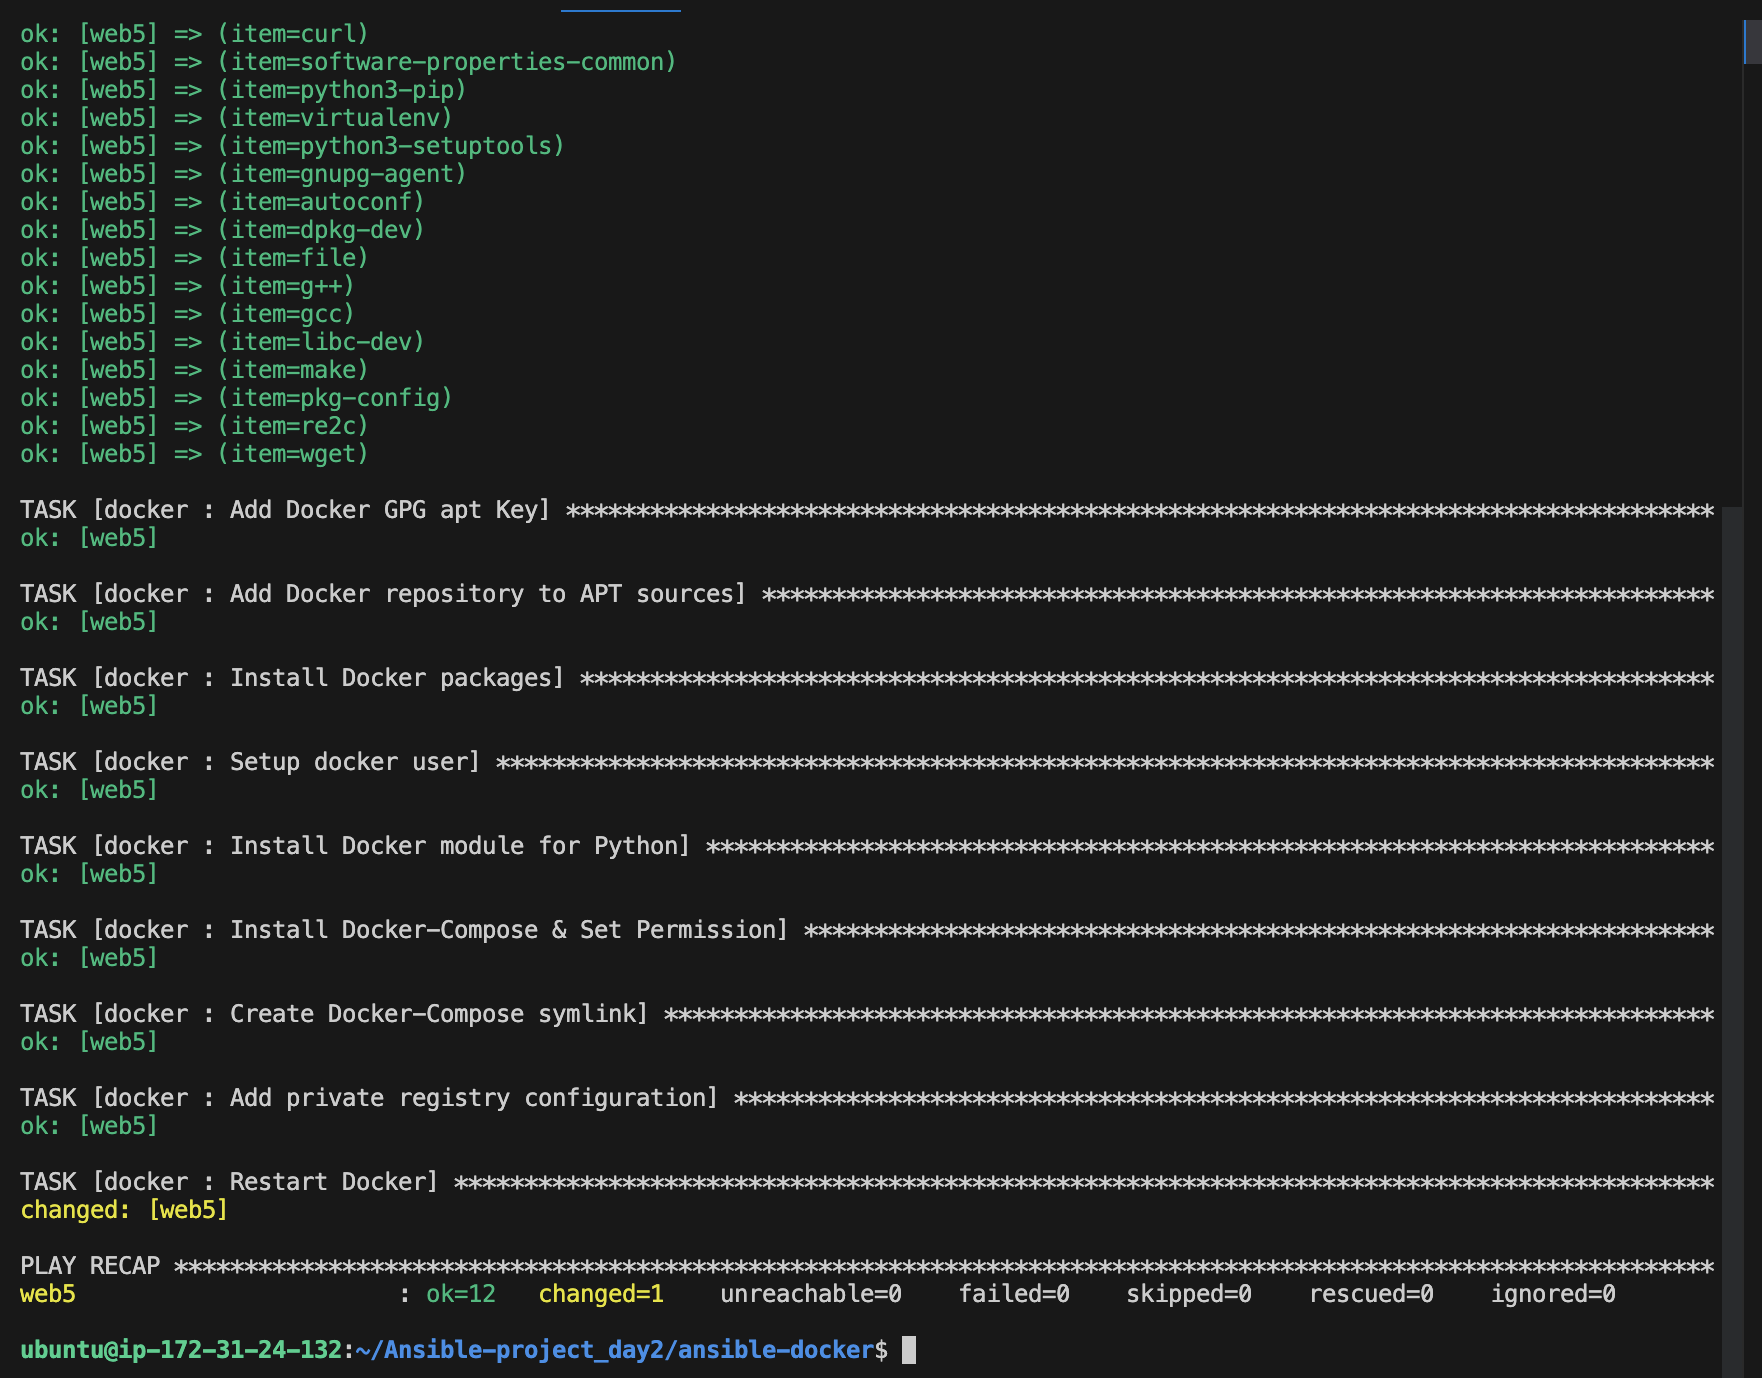 ok: [web5] => (item=curl)
ok: [web5] => (item=software-properties-common)
ok: [web5] => (item=python3-pip)
ok: [web5] => (item=virtualenv)
ok: [web5] => (item=python3-setuptools)
ok: [web5] => (item=gnupg-agent)
ok: [web5] => (item=autoconf)
ok: [web5] => (item=dpkg-dev)
ok: [web5] => (item=file)
ok: [web5] => (item=g++)
ok: [web5] => (item=gcc)
ok: [web5] => (item=libc-dev)
ok: [web5] => (item=make)
ok: [web5] => (item=pkg-config)
ok: [web5] => (item=re2c)
ok: [web5] => (item=wget)
TASK [docker : Add Docker GPG apt Key] **********************************************************************************
ok: [web5]
TASK [docker : Add Docker repository to APT sources] ********************************************************************
ok: [web5]
TASK [docker : Install Docker packages] *********************************************************************************
ok: [web5]
TASK [docker : Setup docker user] ***************************************************************************************
ok: [web5]
TASK [docker : Install Docker module for Python] ************************************************************************
ok: [web5]
TASK [docker : Install Docker-Compose & Set Permission] *****************************************************************
ok: [web5]
TASK [docker : Create Docker-Compose symlink] ***************************************************************************
ok: [web5]
TASK [docker : Add private registry configuration] **********************************************************************
ok: [web5]
TASK [docker : Restart Docker] ******************************************************************************************
changed: [web5]
PLAY RECAP **************************************************************************************************************
web5                       : ok=12   changed=1    unreachable=0    failed=0    skipped=0    rescued=0    ignored=0
ubuntu@ip-172-31-24-132:~/Ansible-project_day2/ansible-docker$